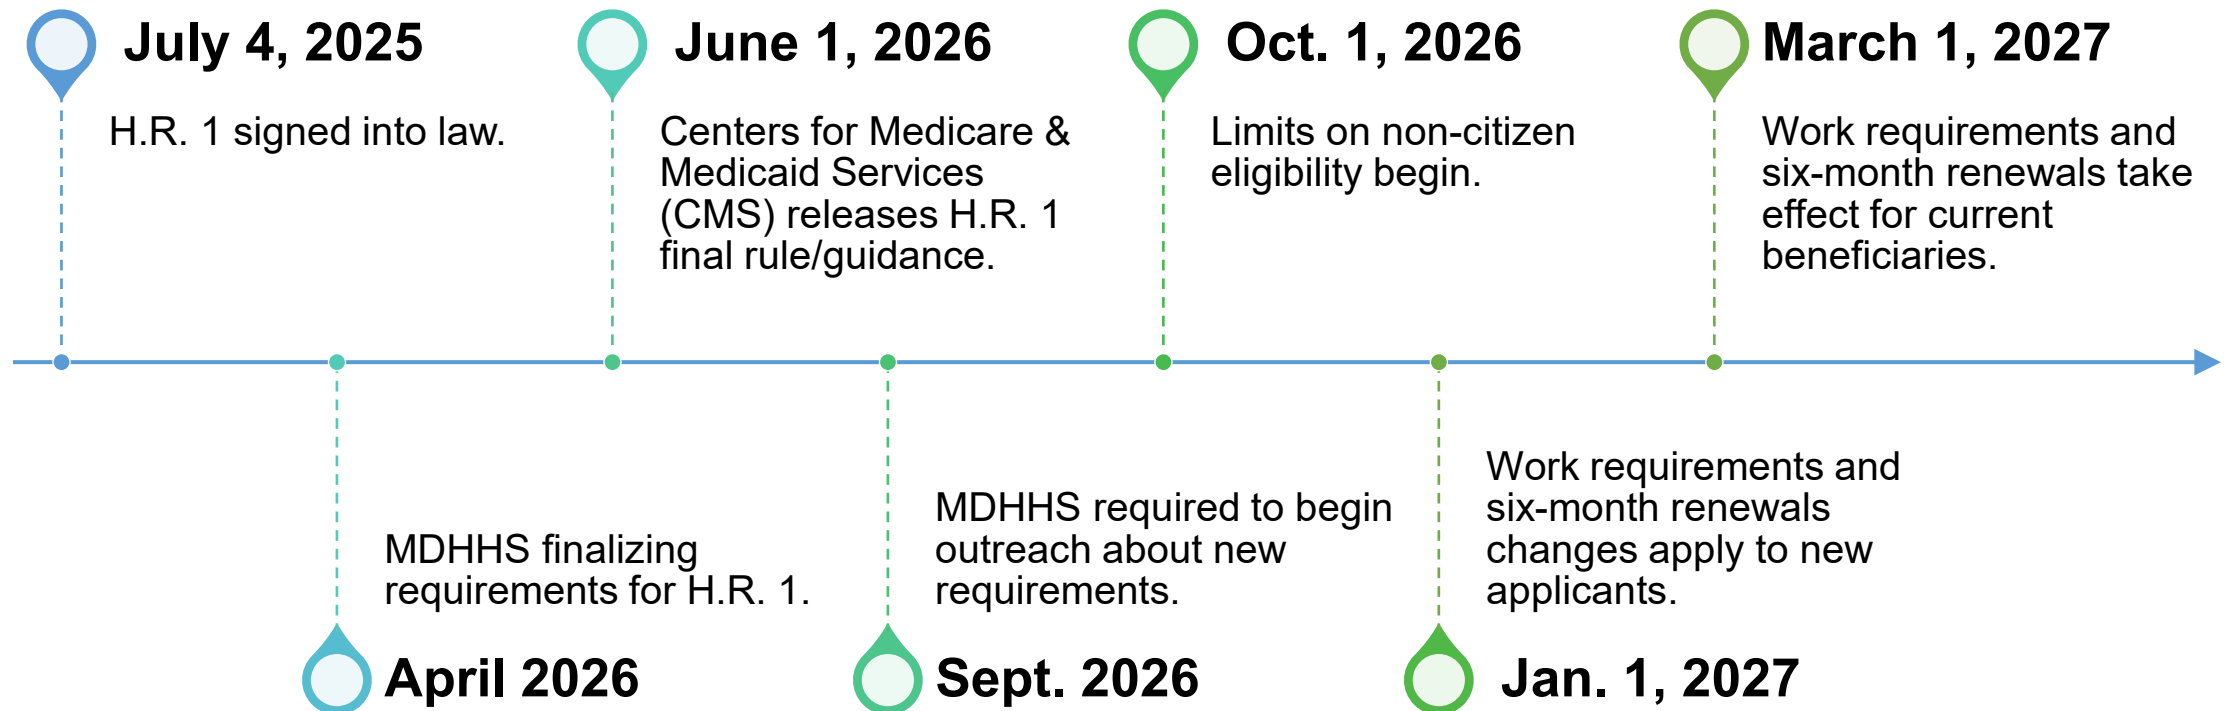 July 4, 2025
H.R. 1 signed into law.
June 1, 2026
Centers for Medicare &
Medicaid Services
(CMS) releases H.R. 1
final rule/guidance.
Oct. 1, 2026
Limits on non-citizen
eligibility begin.
March 1, 2027
Work requirements and
six-month renewals take
effect for current
beneficiaries.
MDHHS finalizing
requirements for H.R. 1.
April 2026
MDHHS required to begin
outreach about new
requirements.
Sept. 2026
Work requirements and
six-month renewals
changes apply to new
applicants.
Jan. 1, 2027